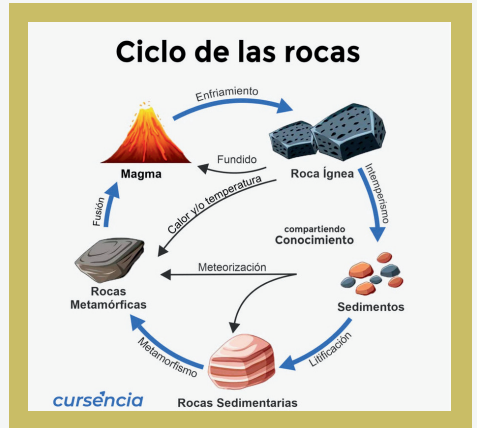 Ciclo de las rocas
Enfriamiento
Fundido
Magma
Roca Ígnea
Calor y/o temperatura
Intemperismo
Fusión
compartiendo
Conocimiento
Meteorización
Rocas
Metamórficas
Sedimentos
Metamorfismo
Litificación
cursencia
Rocas Sedimentarias